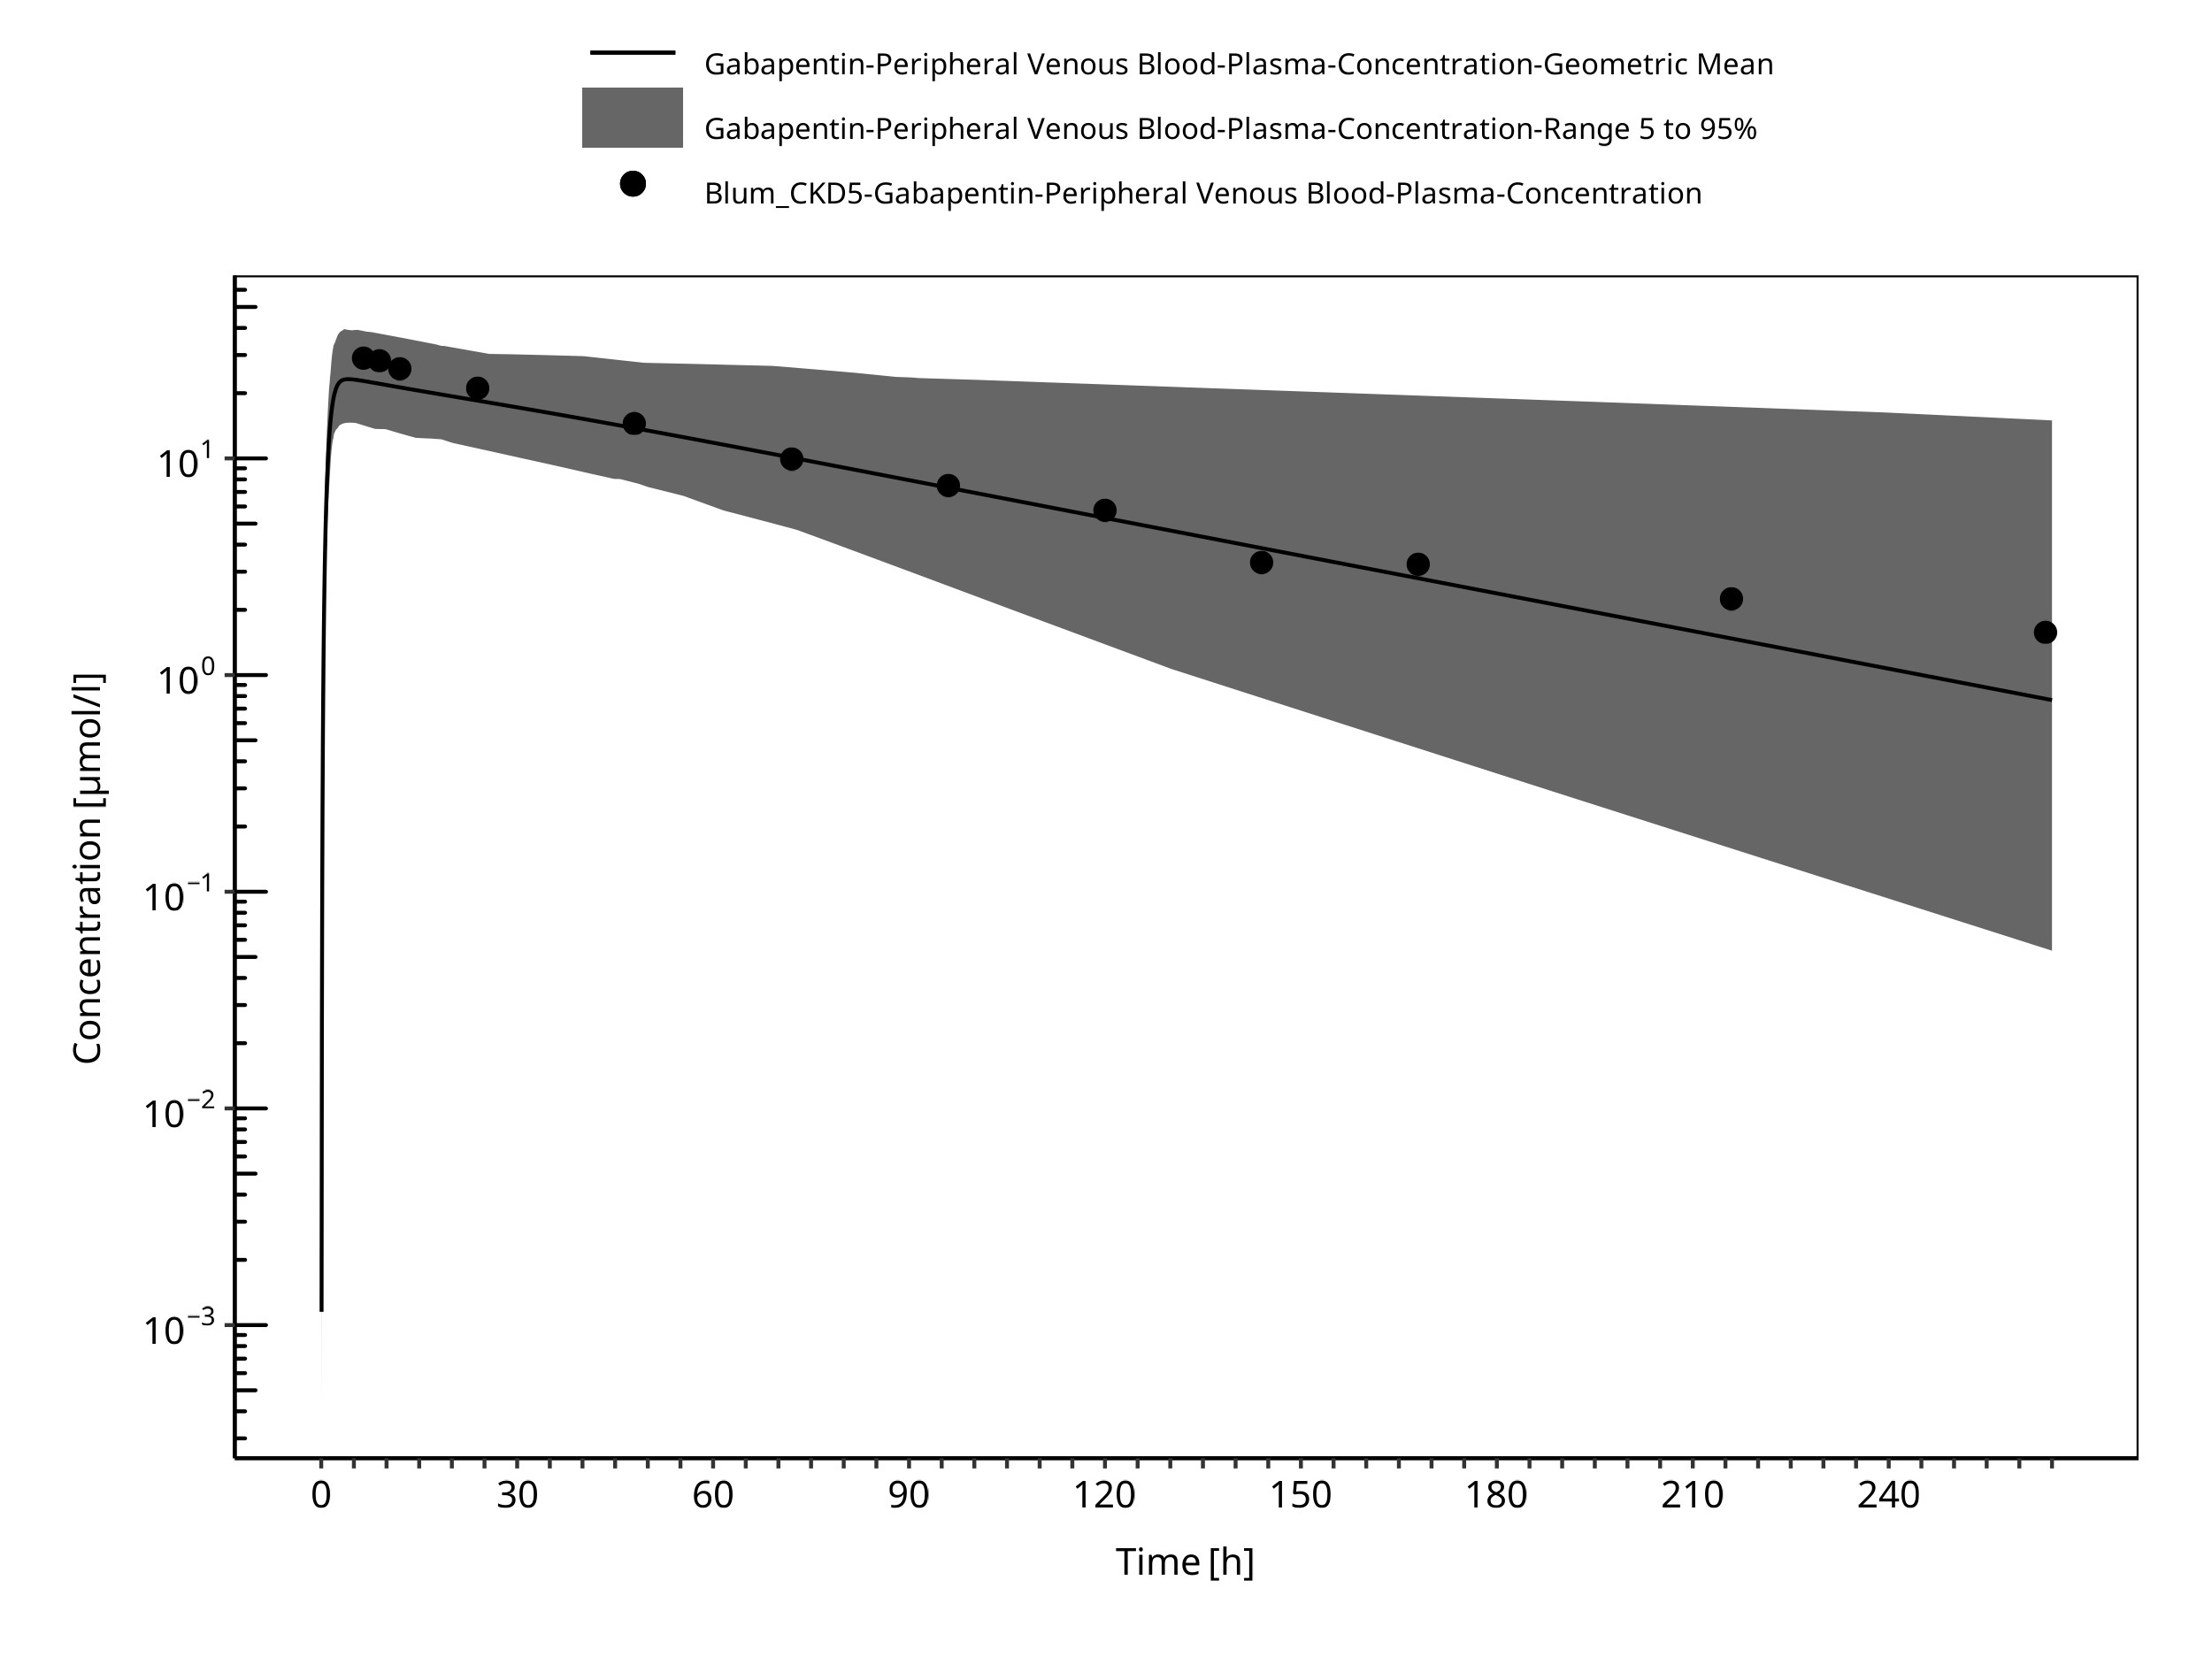 Gabapentin-Peripheral Venous Blood-Plasma-Concentration-Geometric Mean
Gabapentin-Peripheral Venous Blood-Plasma-Concentration-Range 5 to 95%
Blum_CKD5-Gabapentin-Peripheral Venous Blood-Plasma-Concentration
Concentration [µmol/l]
10¹
10⁰
10⁻¹
10⁻²
10⁻³
0 30 60 90 120 150 180 210 240
Time [h]